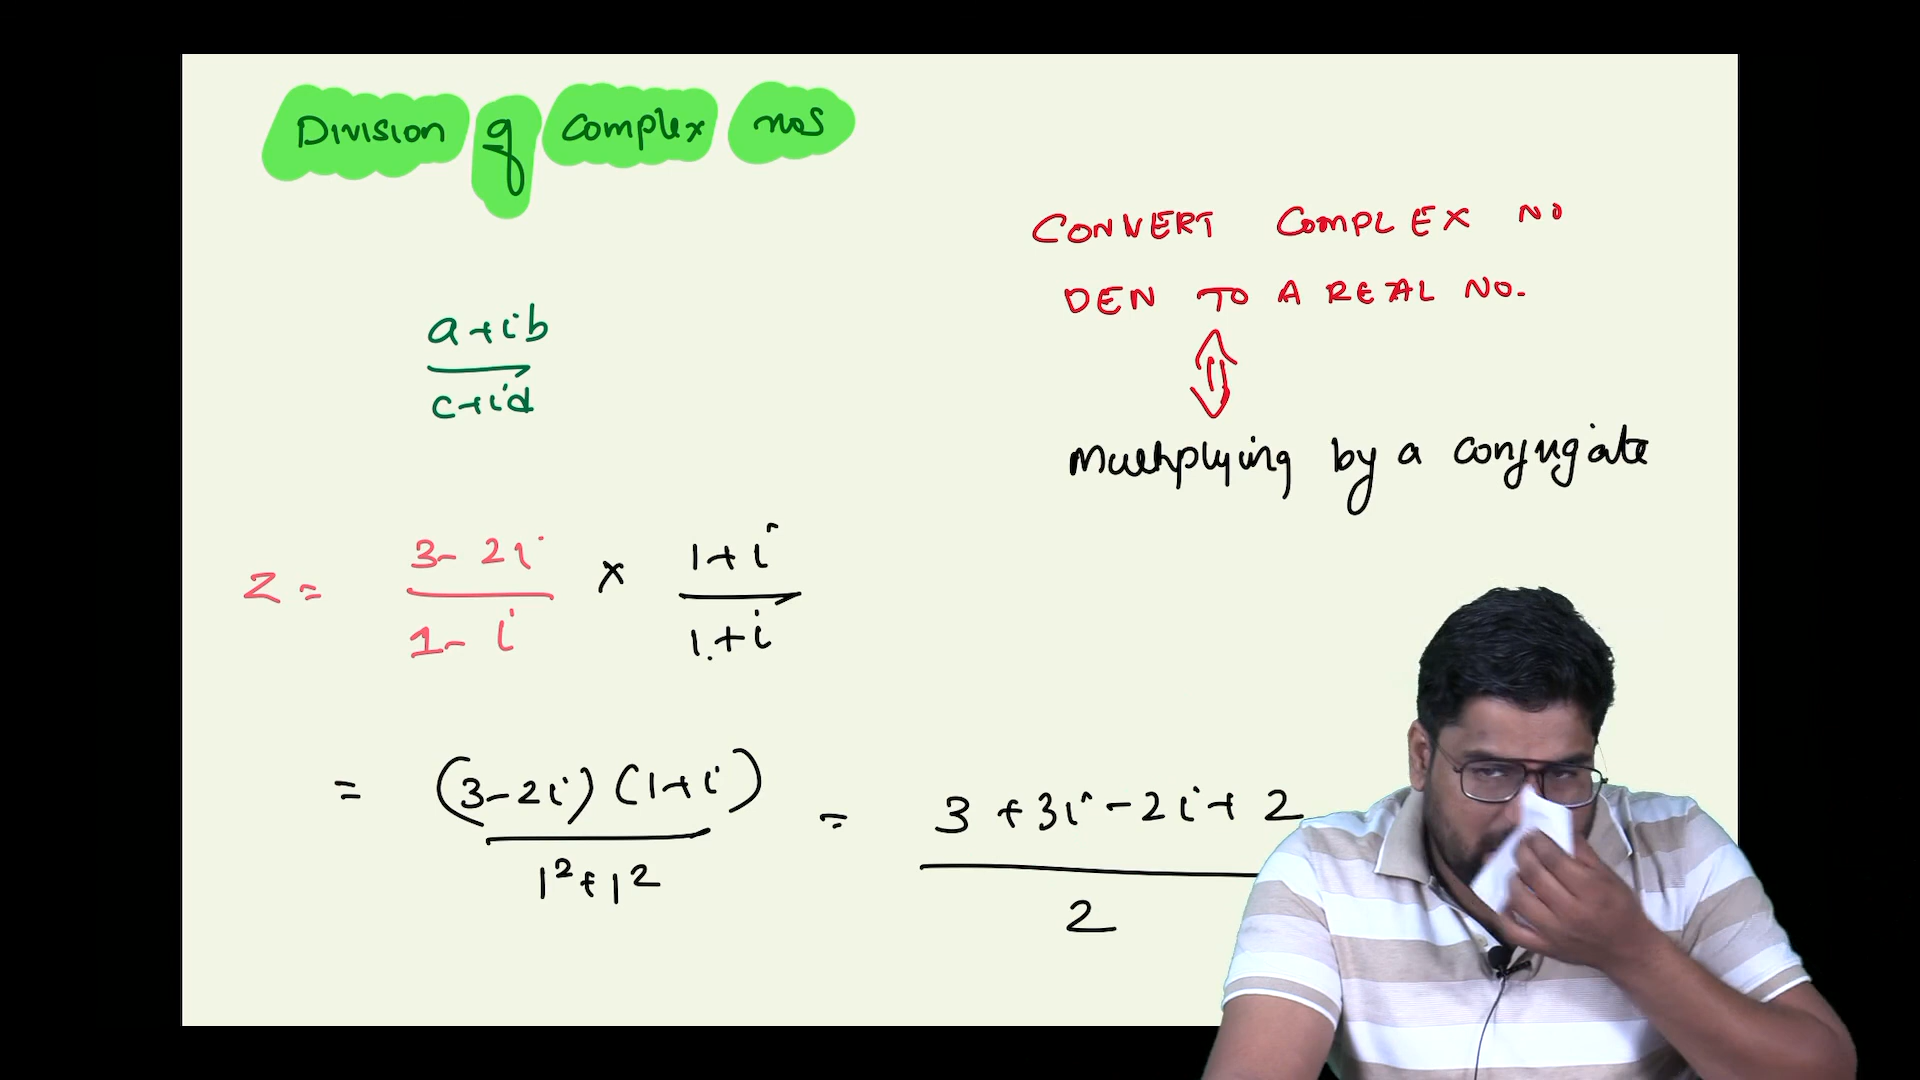 Division of Complex nos
CONVERT COMPLEX NO
DEN TO A REAL NO.
a+ib
c+id
Multiplying by a conjugate
Z = 3-2i × 1+i
1-i 1+i
= (3-2i)(1+i) = 3+3i-2i+2
1²+1² 2